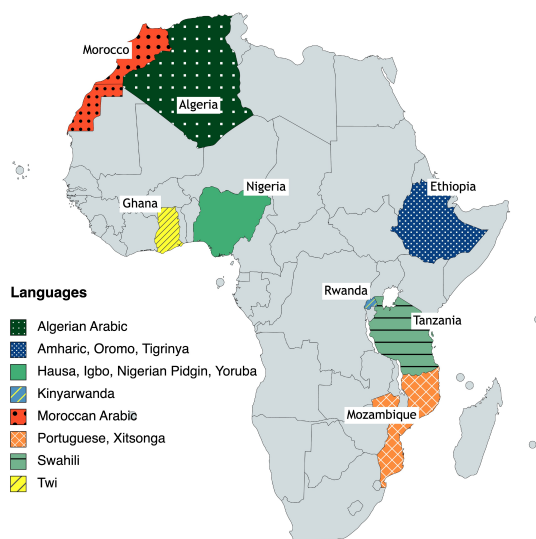 Morocco
Algeria
Nigeria
Ethiopia
Ghana
Rwanda
Tanzania
Mozambique
Languages
Algerian Arabic
Amharic, Oromo, Tigrinya
Hausa, Igbo, Nigerian Pidgin, Yoruba
Kinyarwanda
Moroccan Arabic
Portuguese, Xitsonga
Swahili
Twi